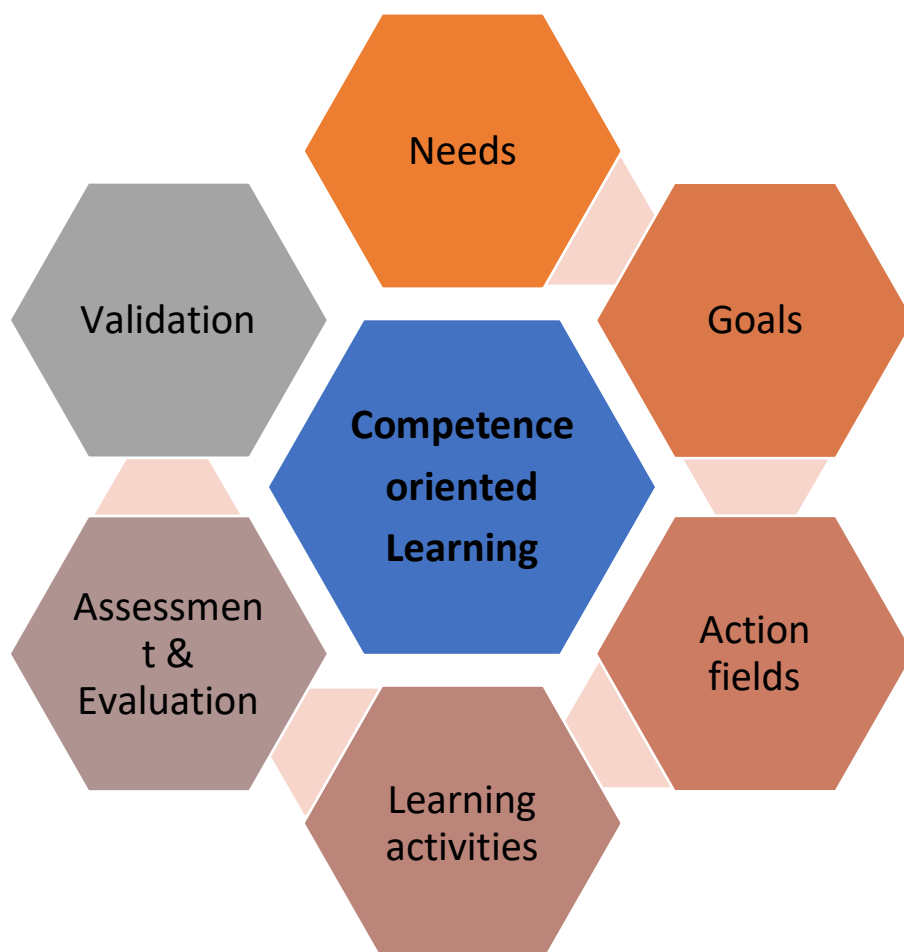 Needs
Goals
Action
fields
Learning
activities
Assessmen
t &
Evaluation
Validation
Competence
oriented
Learning